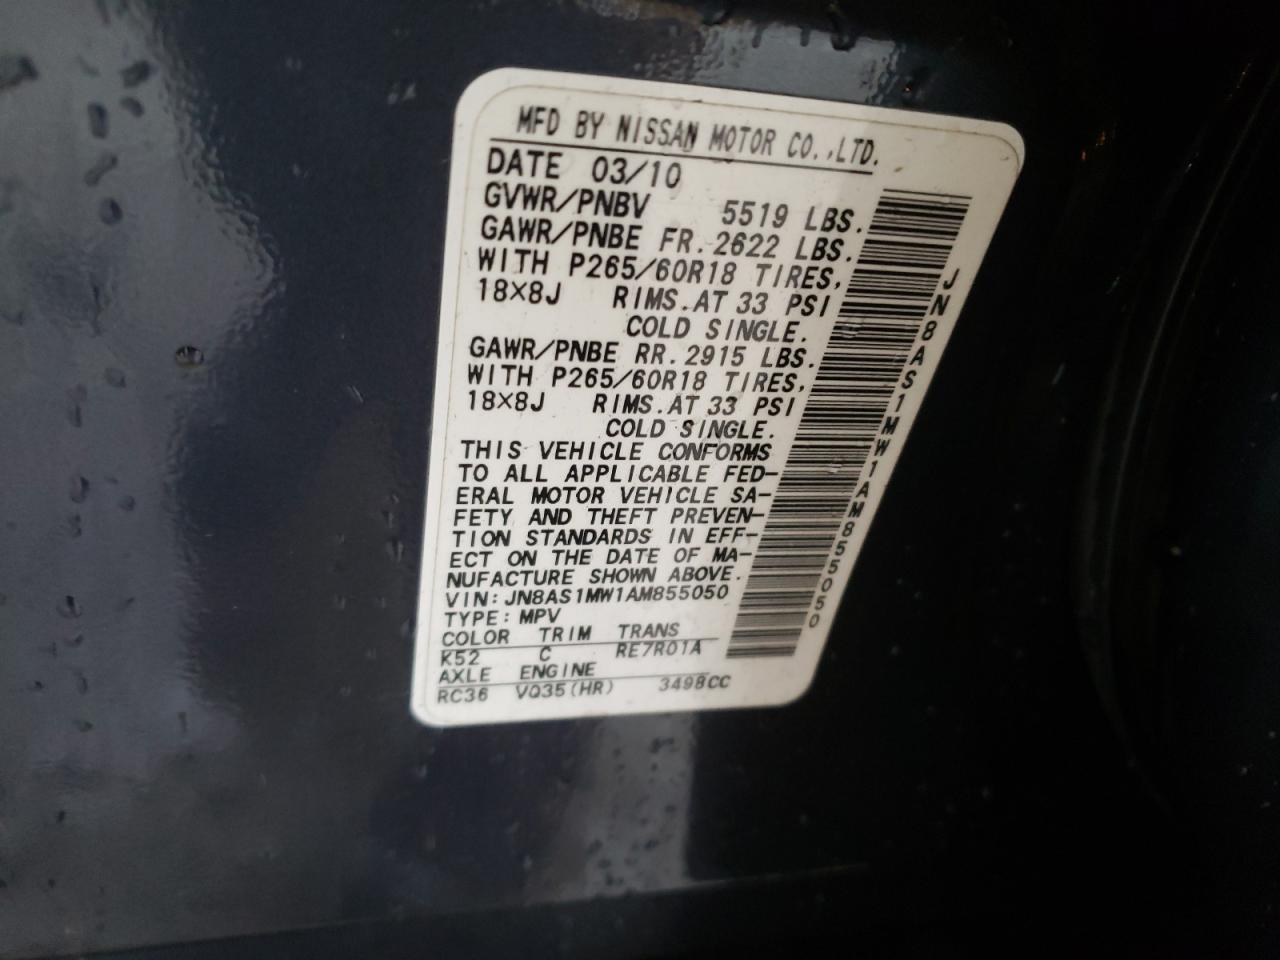 MFD BY NISSAN MOTOR CO.,LTD.
DATE 03/10
GVWR/PNBV 5519 LBS.
GAWR/PNBE FR. 2622 LBS.
WITH P265/60R18 TIRES,
18×8J RIMS.AT 33 PSI
COLD SINGLE.
GAWR/PNBE RR. 2915 LBS.
WITH P265/60R18 TIRES,
18×8J RIMS.AT 33 PSI
COLD SINGLE.
THIS VEHICLE CONFORMS
TO ALL APPLICABLE FED-
ERAL MOTOR VEHICLE SA-
FETY AND THEFT PREVEN-
TION STANDARDS IN EFF-
ECT ON THE DATE OF MA-
NUFACTURE SHOWN ABOVE.
VIN: JN8AS1MW1AM855050
TYPE: MPV
COLOR TRIM TRANS
K52 C RE7R01A
AXLE ENGINE
RC36 VQ35(HR) 3498CC
JN8AS1MW1AM855050